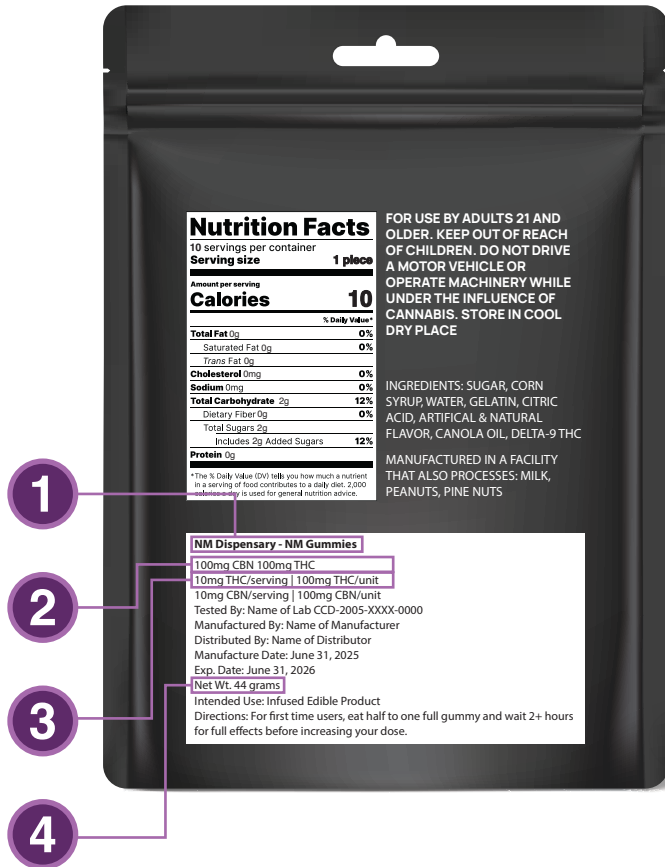 Nutrition Facts
10 servings per container
Serving size 1 piece
Amount per serving
Calories 10
% Daily Value*
Total Fat 0g 0%
Saturated Fat 0g 0%
Trans Fat 0g
Cholesterol 0mg 0%
Sodium 0mg 0%
Total Carbohydrate 2g 12%
Dietary Fiber 0g 0%
Total Sugars 2g
Includes 2g Added Sugars 12%
Protein 0g
*The % Daily Value (DV) tells you how much a nutrient
in a serving of food contributes to a daily diet. 2,000
calories a day is used for general nutrition advice.
FOR USE BY ADULTS 21 AND
OLDER. KEEP OUT OF REACH
OF CHILDREN. DO NOT DRIVE
A MOTOR VEHICLE OR
OPERATE MACHINERY WHILE
UNDER THE INFLUENCE OF
CANNABIS. STORE IN COOL
DRY PLACE
INGREDIENTS: SUGAR, CORN
SYRUP, WATER, GELATIN, CITRIC
ACID, ARTIFICAL & NATURAL
FLAVOR, CANOLA OIL, DELTA-9 THC
MANUFACTURED IN A FACILITY
THAT ALSO PROCESSES: MILK,
PEANUTS, PINE NUTS
1
NM Dispensary - NM Gummies
2
100mg CBN 100mg THC
3
10mg THC/serving | 100mg THC/unit
10mg CBN/serving | 100mg CBN/unit
Tested By: Name of Lab CCD-2005-XXXX-0000
Manufactured By: Name of Manufacturer
Distributed By: Name of Distributor
Manufacture Date: June 31, 2025
Exp. Date: June 31, 2026
4
Net Wt. 44 grams
Intended Use: Infused Edible Product
Directions: For first time users, eat half to one full gummy and wait 2+ hours
for full effects before increasing your dose.